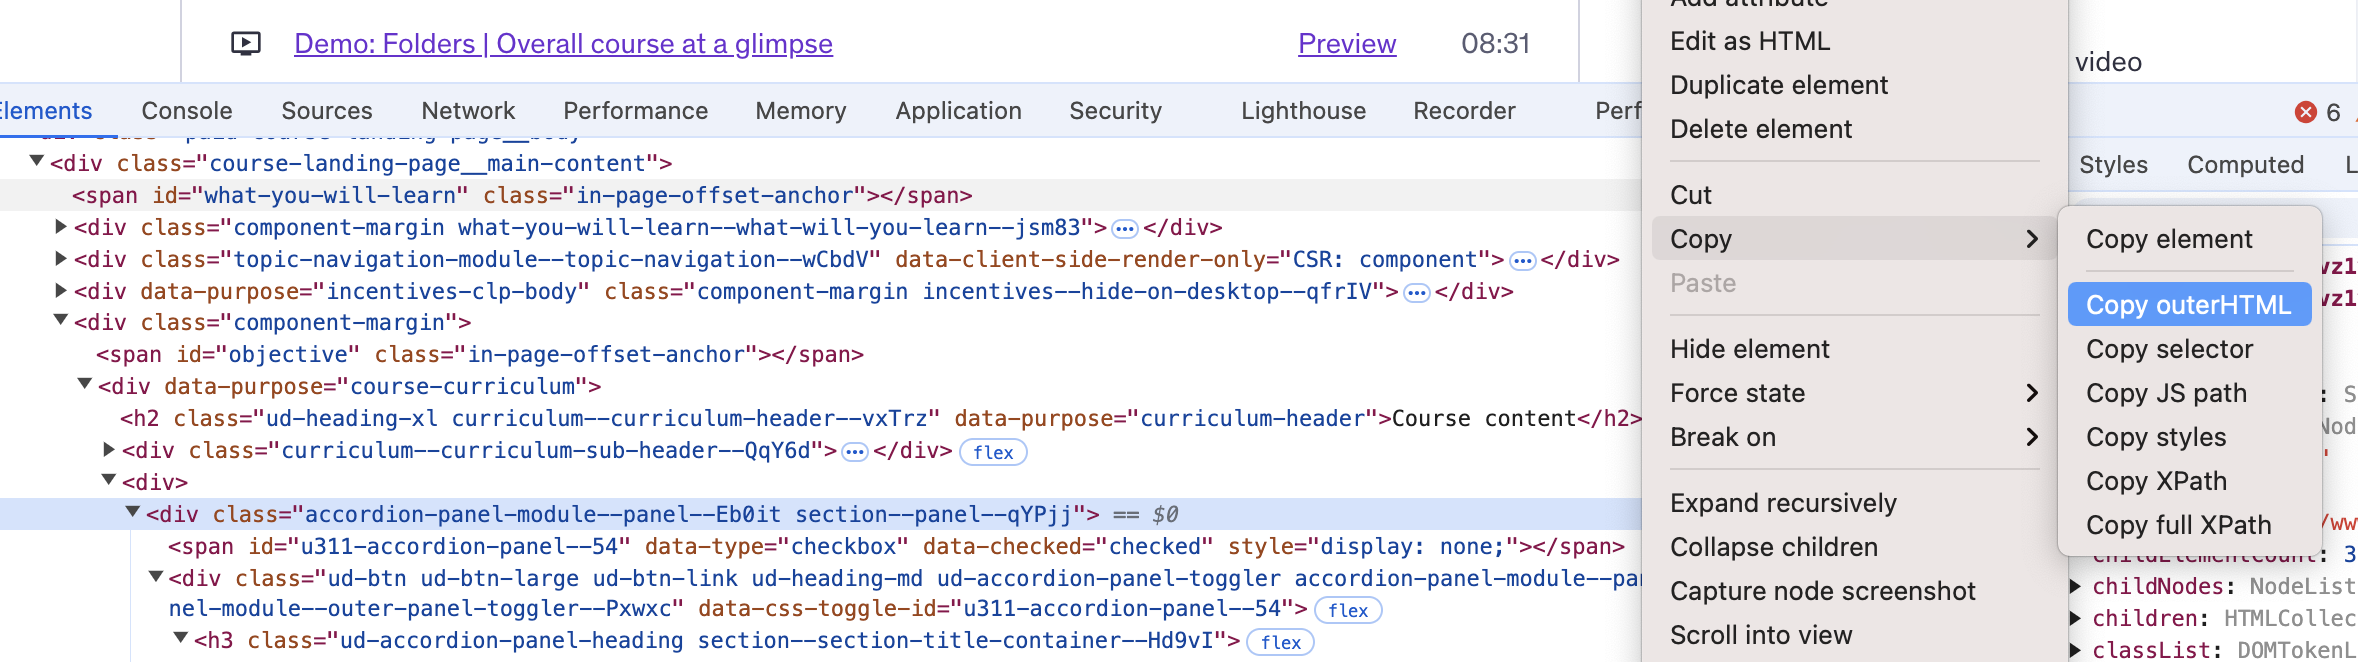 Demo: Folders | Overall course at a glimpse Preview 08:31
video
Elements Console Sources Network Performance Memory Application Security Lighthouse Recorder Perf
6
<div class="course-landing-page__main-content">
<span id="what-you-will-learn" class="in-page-offset-anchor"></span>
<div class="component-margin what-you-will-learn--what-will-you-learn--jsm83">…</div>
<div class="topic-navigation-module--topic-navigation--wCbdV" data-client-side-render-only="CSR: component">…</div>
<div data-purpose="incentives-clp-body" class="component-margin incentives--hide-on-desktop--qfrIV">…</div>
<div class="component-margin">
<span id="objective" class="in-page-offset-anchor"></span>
<div data-purpose="course-curriculum">
<h2 class="ud-heading-xl curriculum--curriculum-header--vxTrz" data-purpose="curriculum-header">Course content</h2>
<div class="curriculum--curriculum-sub-header--QqY6d">…</div> flex
<div>
<div class="accordion-panel-module--panel--Eb0it section--panel--qYPjj"> == $0
<span id="u311-accordion-panel--54" data-type="checkbox" data-checked="checked" style="display: none;"></span>
<div class="ud-btn ud-btn-large ud-btn-link ud-heading-md ud-accordion-panel-toggler accordion-panel-module--pa
nel-module--outer-panel-toggler--Pxwxc" data-css-toggle-id="u311-accordion-panel--54"> flex
<h3 class="ud-accordion-panel-heading section--section-title-container--Hd9vI"> flex
Add attribute
Edit as HTML
Duplicate element
Delete element
Cut
Copy
Paste
Hide element
Force state
Break on
Expand recursively
Collapse children
Capture node screenshot
Scroll into view
Styles Computed L
Copy element
Copy outerHTML
Copy selector
Copy JS path
Copy styles
Copy XPath
Copy full XPath
vz1
vz1
: S
Nod
/ww
childElementCount: 3
childNodes: NodeList
children: HTMLCollec
classList: DOMTokenL